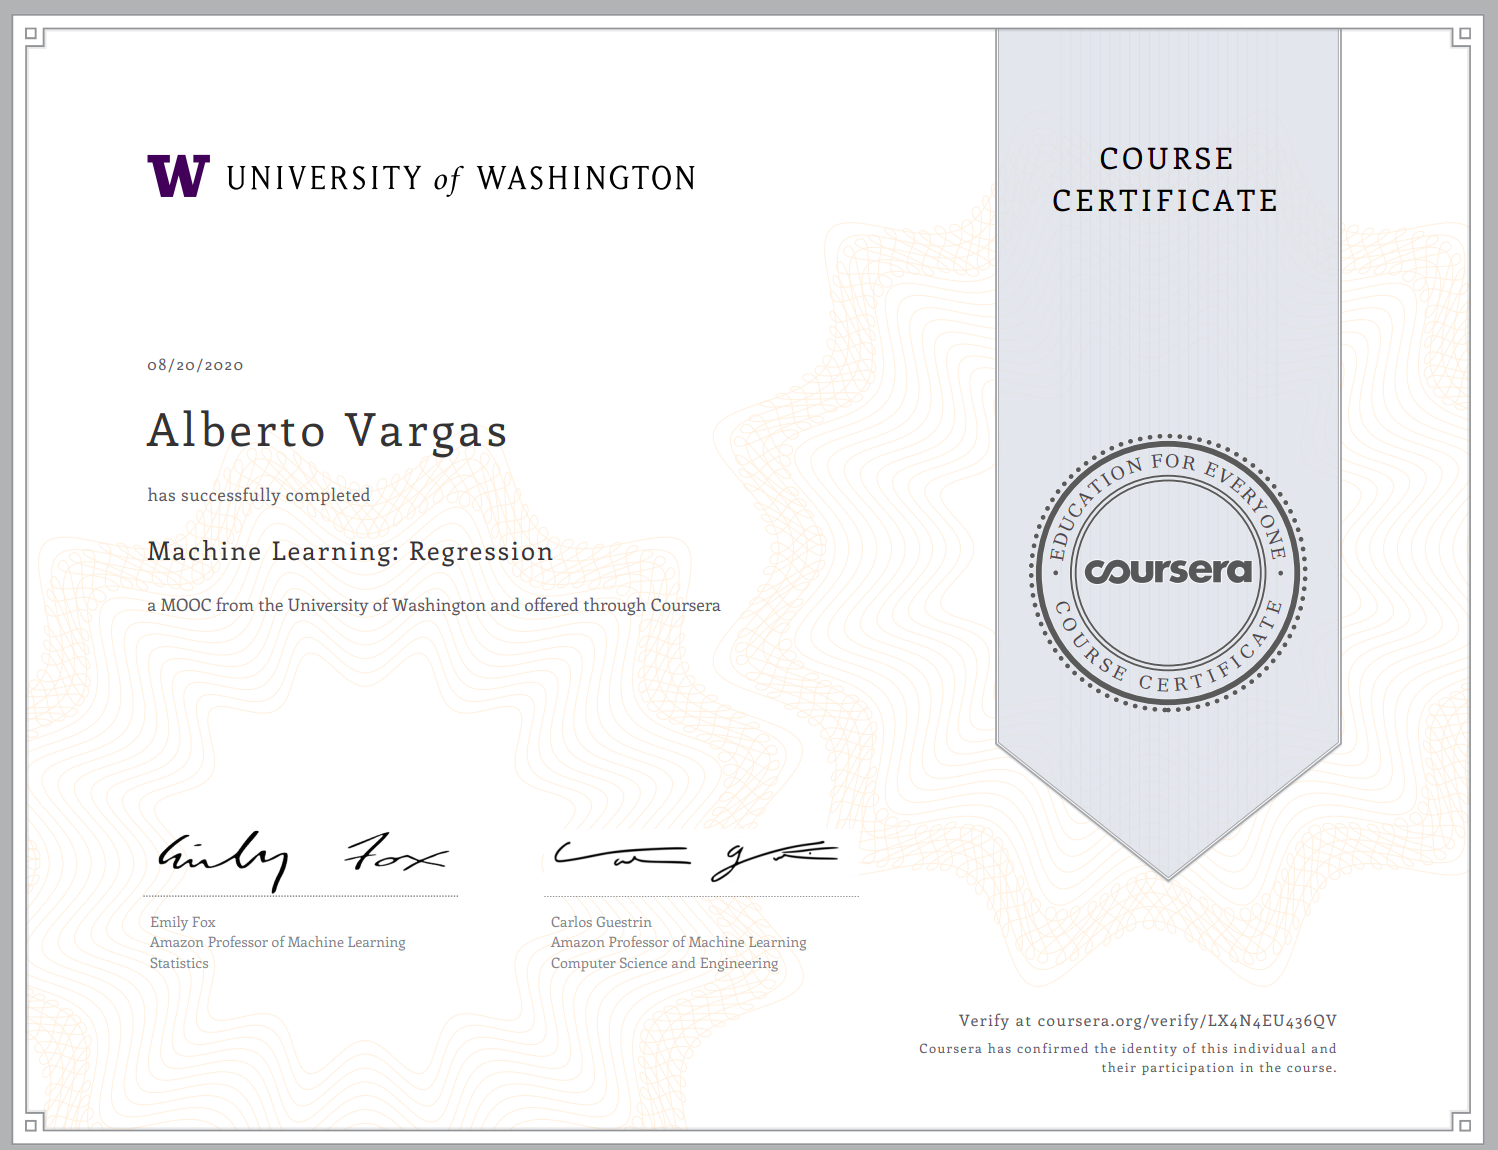 W UNIVERSITY of WASHINGTON
COURSE
CERTIFICATE
08/20/2020
Alberto Vargas
has successfully completed
Machine Learning: Regression
a MOOC from the University of Washington and offered through Coursera
EDUCATION FOR EVERYONE
coursera
COURSE CERTIFICATE
Emily Fox
Emily Fox
Amazon Professor of Machine Learning
Statistics
Carlos Guestrin
Amazon Professor of Machine Learning
Computer Science and Engineering
Verify at coursera.org/verify/LX4N4EU436QV
Coursera has confirmed the identity of this individual and
their participation in the course.